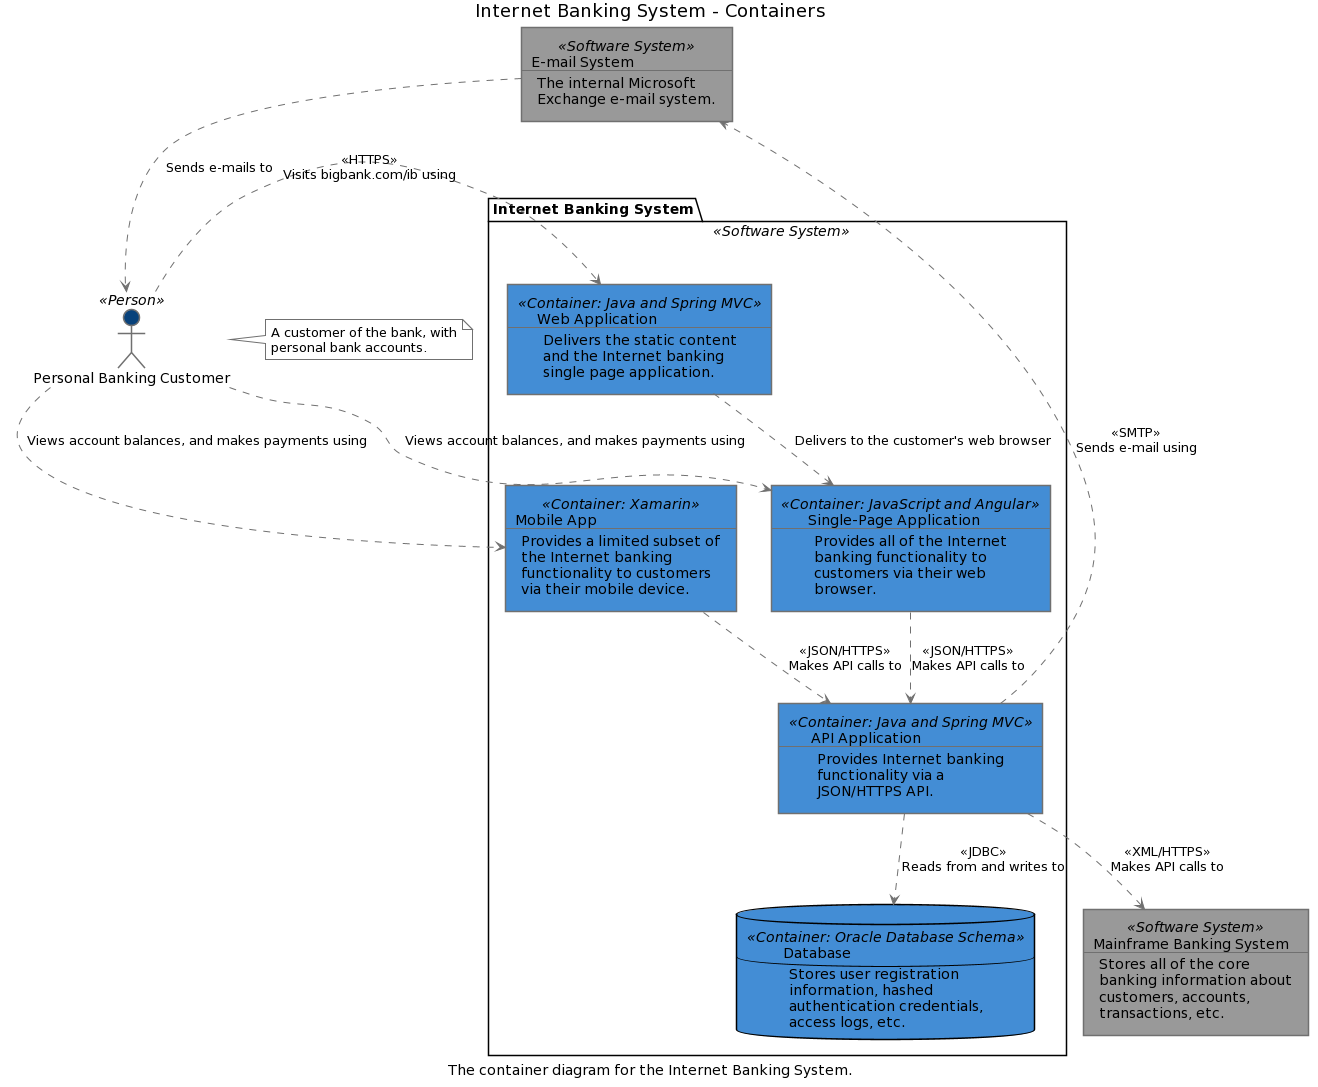 Internet Banking System - Containers
«Software System»
E-mail System
The internal Microsoft
Exchange e-mail system.
Sends e-mails to
«HTTPS»
Visits bigbank.com/ib using
Internet Banking System
«Software System»
«Person»
Personal Banking Customer
A customer of the bank, with
personal bank accounts.
«Container: Java and Spring MVC»
Web Application
Delivers the static content
and the Internet banking
single page application.
Views account balances, and makes payments using
Views account balances, and makes payments using
Delivers to the customer's web browser
«SMTP»
Sends e-mail using
«Container: Xamarin»
Mobile App
Provides a limited subset of
the Internet banking
functionality to customers
via their mobile device.
«Container: JavaScript and Angular»
Single-Page Application
Provides all of the Internet
banking functionality to
customers via their web
browser.
«JSON/HTTPS»
Makes API calls to
«JSON/HTTPS»
Makes API calls to
«Container: Java and Spring MVC»
API Application
Provides Internet banking
functionality via a
JSON/HTTPS API.
«JDBC»
Reads from and writes to
«XML/HTTPS»
Makes API calls to
«Container: Oracle Database Schema»
Database
Stores user registration
information, hashed
authentication credentials,
access logs, etc.
«Software System»
Mainframe Banking System
Stores all of the core
banking information about
customers, accounts,
transactions, etc.
The container diagram for the Internet Banking System.